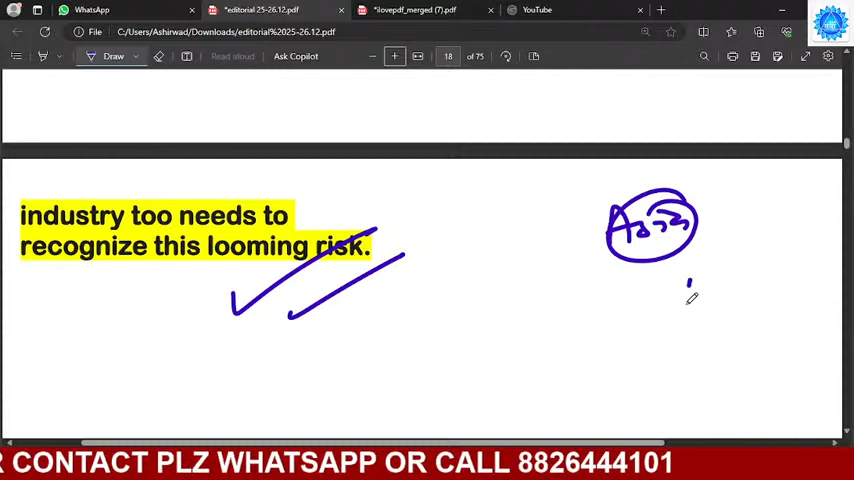 WhatsApp
*editorial 25-26.12.pdf
*ilovepdf_merged (7).pdf
YouTube
File
C:/Users/Ashirwad/Downloads/editorial%2025-26.12.pdf
Draw
Read aloud
Ask Copilot
18
of 75
industry too needs to
recognize this looming risk.
R CONTACT PLZ WHATSAPP OR CALL 8826444101